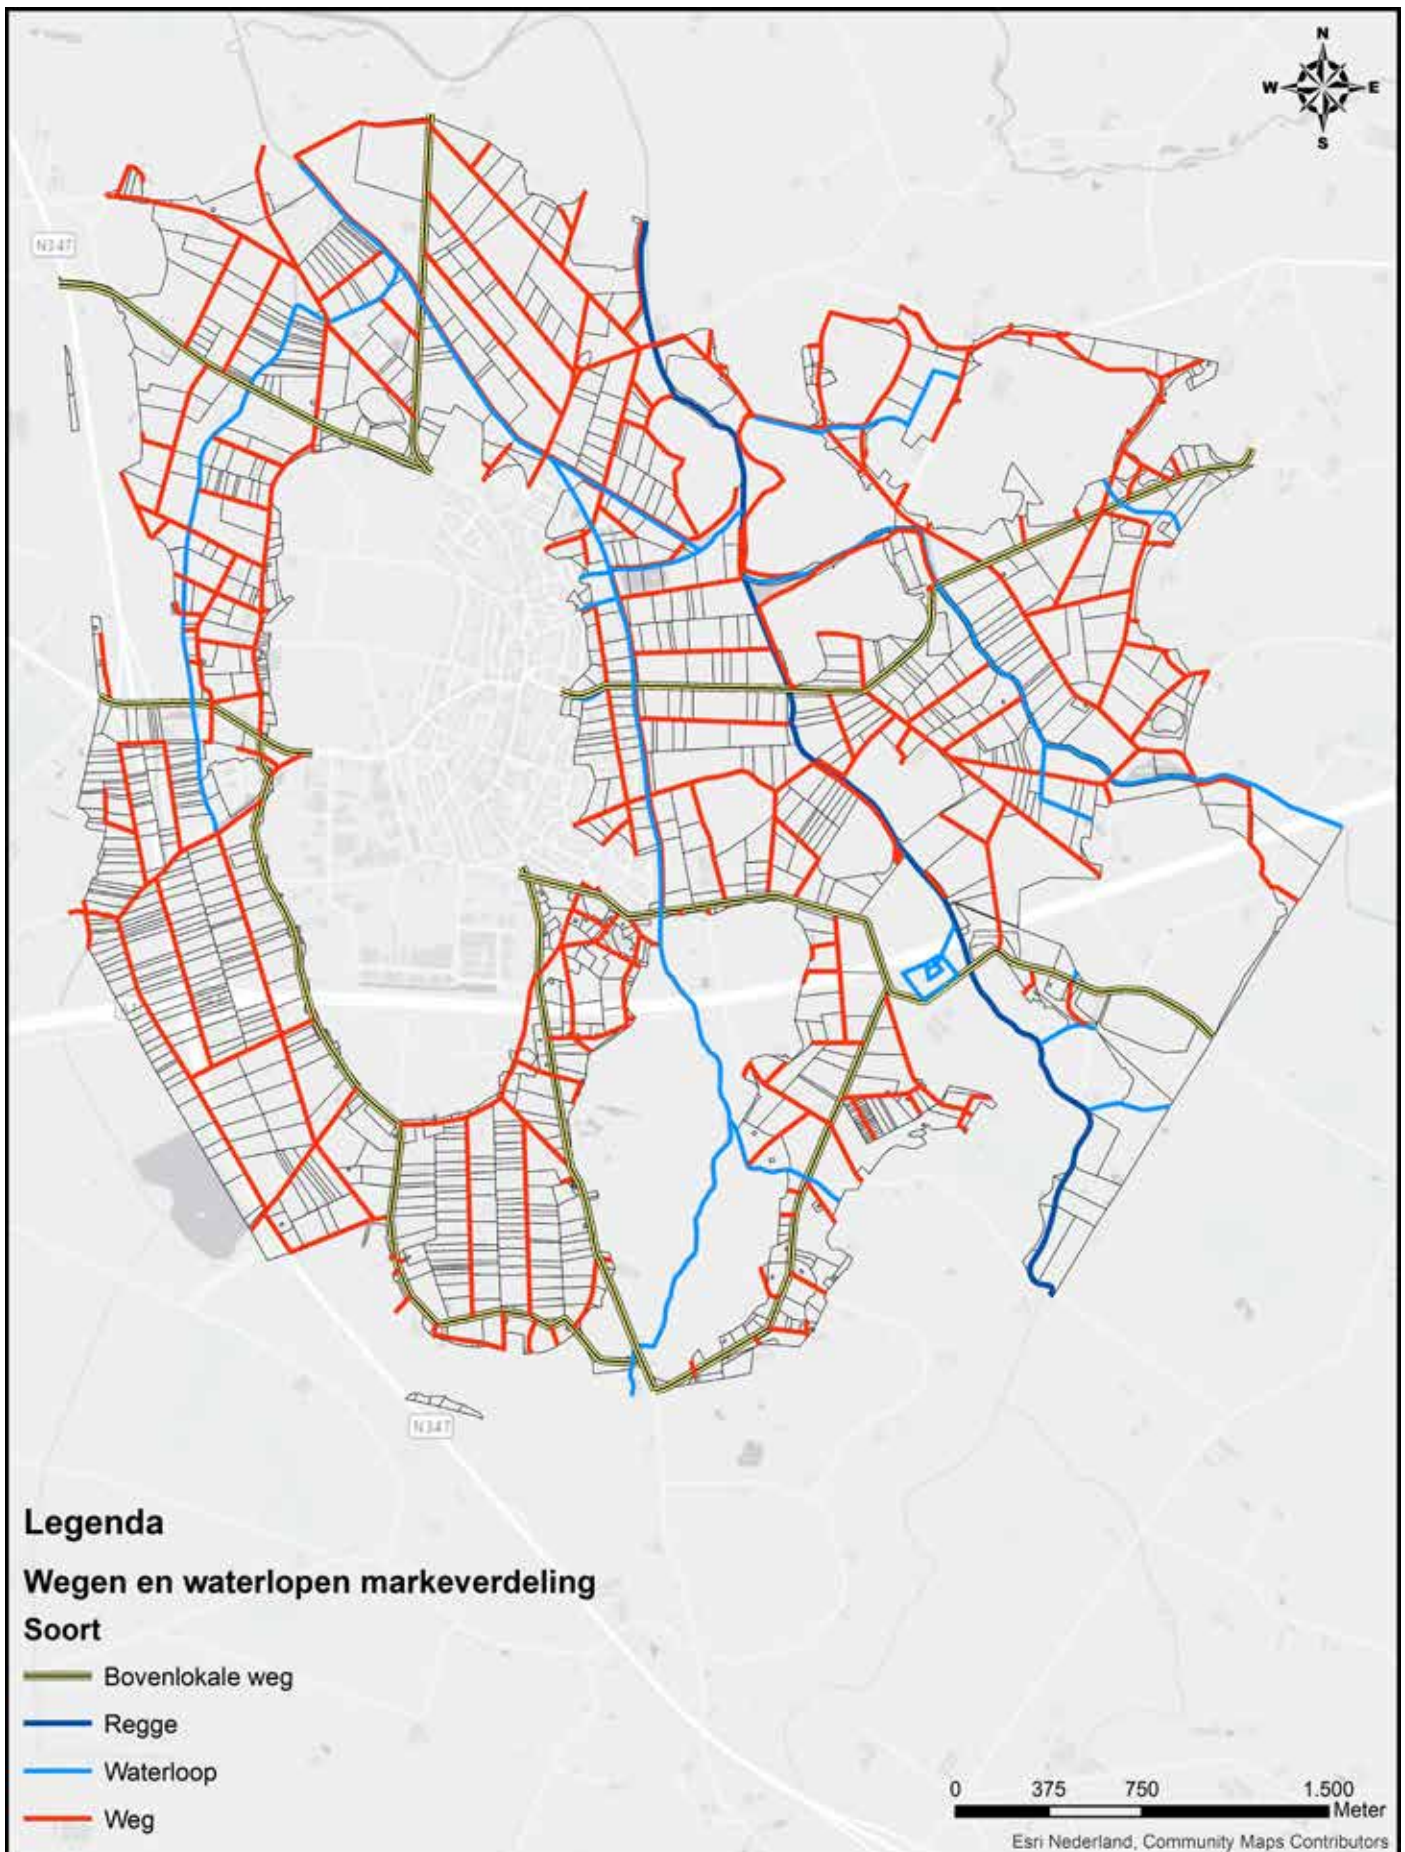 N
W E
S
N347
N347
Legenda
Wegen en waterlopen markeverdeling
Soort
Bovenlokale weg
Regge
Waterloop
Weg
0 375 750 1.500
Meter
Esri Nederland, Community Maps Contributors